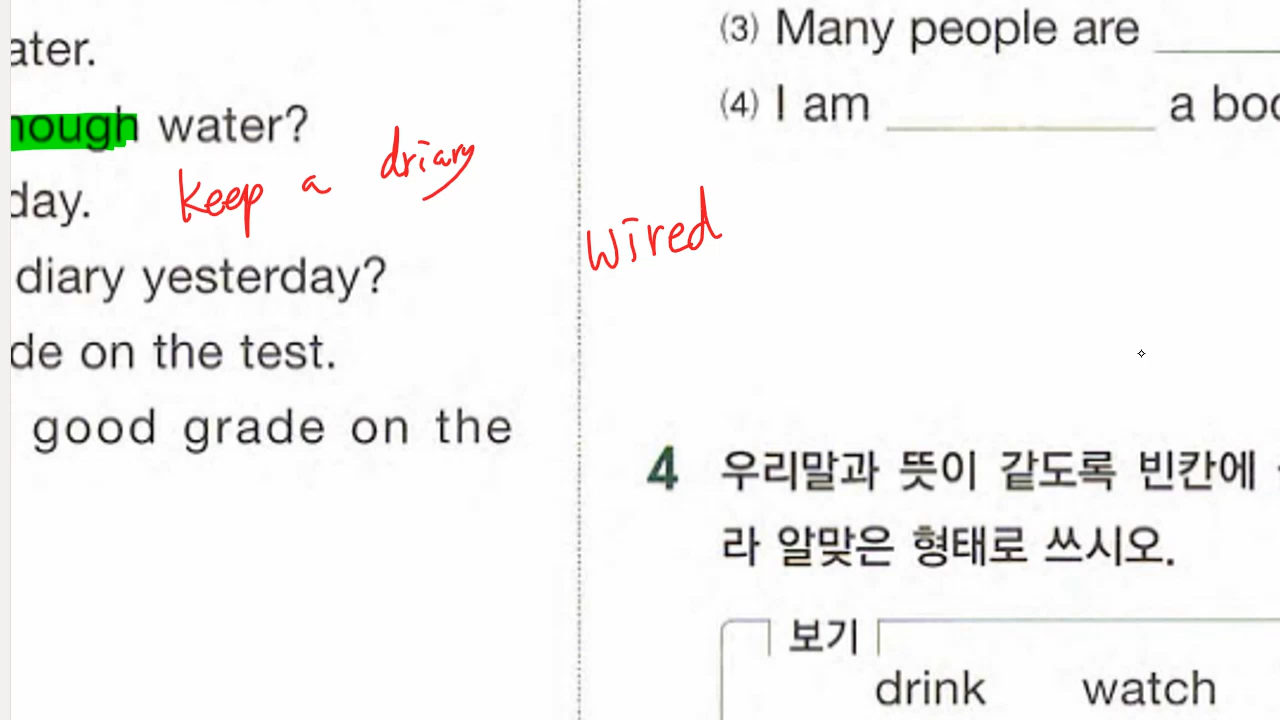 ater.
nough water?
keep a driary
day.
diary yesterday?
de on the test.
good grade on the
(3) Many people are
(4) I am ________ a boo
wired
4 우리말과 뜻이 같도록 빈칸에
라 알맞은 형태로 쓰시오.
보기
drink watch